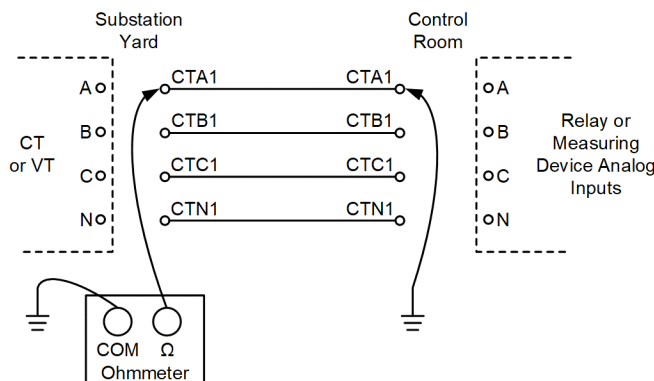 Substation
Yard
Control
Room
A
CTA1
CTA1
A
B
CTB1
CTB1
B
CT
or VT
C
CTC1
CTC1
C
Relay or
Measuring
Device Analog
Inputs
N
CTN1
CTN1
N
COM
Ω
Ohmmeter